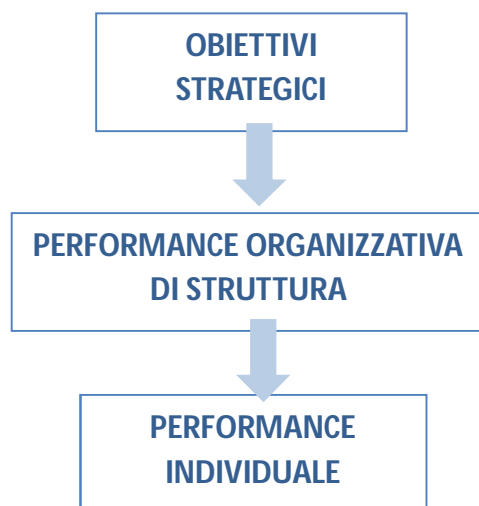 OBIETTIVI
STRATEGICI
PERFORMANCE ORGANIZZATIVA
DI STRUTTURA
PERFORMANCE
INDIVIDUALE